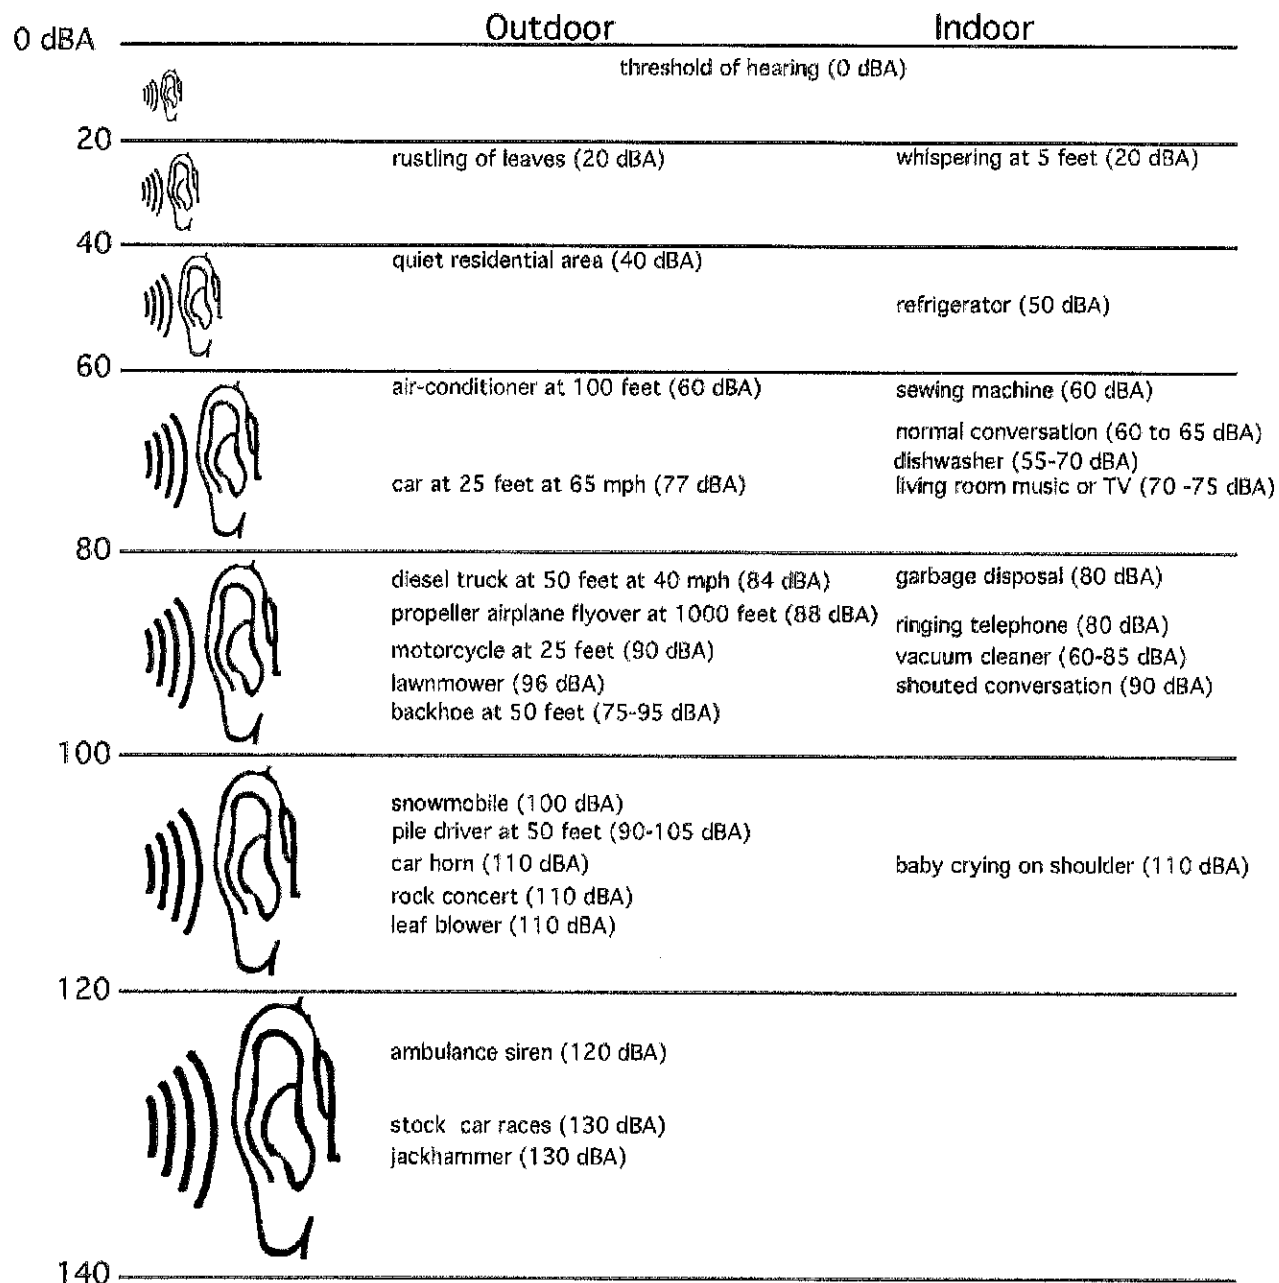 Outdoor Indoor
0 dBA
threshold of hearing (0 dBA)
20
rustling of leaves (20 dBA) whispering at 5 feet (20 dBA)
40
quiet residential area (40 dBA)
refrigerator (50 dBA)
60
air-conditioner at 100 feet (60 dBA) sewing machine (60 dBA)
normal conversation (60 to 65 dBA)
dishwasher (55-70 dBA)
car at 25 feet at 65 mph (77 dBA) living room music or TV (70 -75 dBA)
80
diesel truck at 50 feet at 40 mph (84 dBA) garbage disposal (80 dBA)
propeller airplane flyover at 1000 feet (88 dBA) ringing telephone (80 dBA)
motorcycle at 25 feet (90 dBA) vacuum cleaner (60-85 dBA)
lawnmower (96 dBA) shouted conversation (90 dBA)
backhoe at 50 feet (75-95 dBA)
100
snowmobile (100 dBA)
pile driver at 50 feet (90-105 dBA)
car horn (110 dBA) baby crying on shoulder (110 dBA)
rock concert (110 dBA)
leaf blower (110 dBA)
120
ambulance siren (120 dBA)
stock car races (130 dBA)
jackhammer (130 dBA)
140